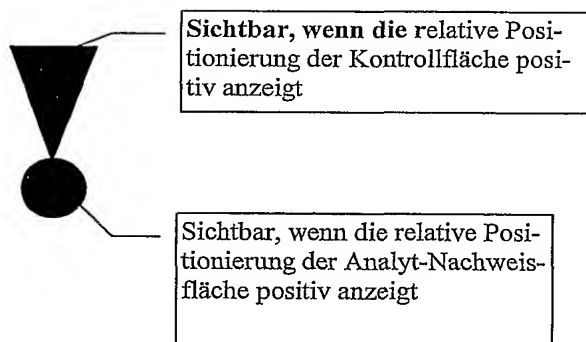 Sichtbar, wenn die relative Posi-
tionierung der Kontrollfläche posi-
tiv anzeigt
Sichtbar, wenn die relative Posi-
tionierung der Analyt-Nachweis-
fläche positiv anzeigt